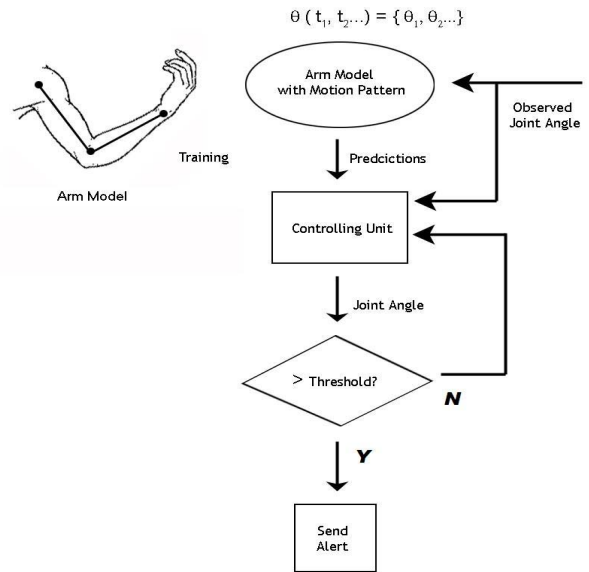 θ ( t₁, t₂...) = { θ₁, θ₂...}
Arm Model
with Motion Pattern
Observed
Joint Angle
Training
Predcictions
Arm Model
Controlling Unit
Joint Angle
> Threshold?
N
Y
Send
Alert